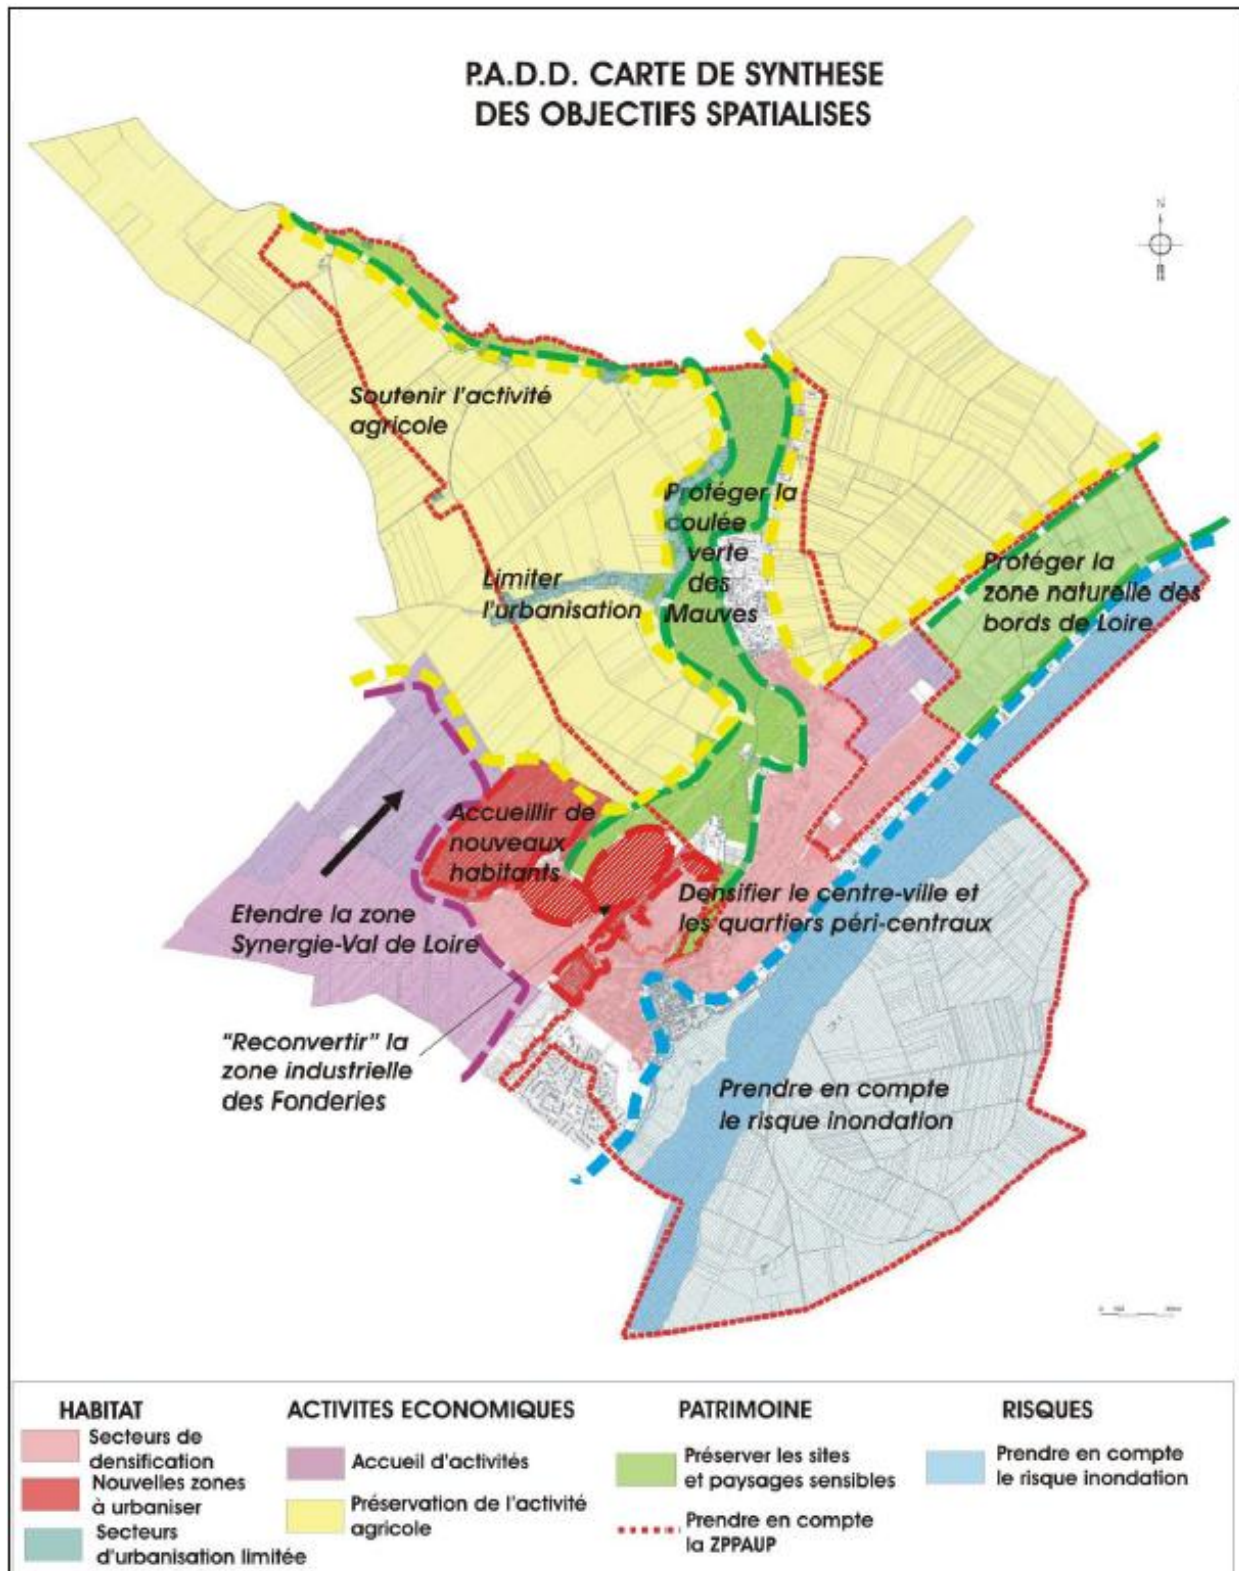 P.A.D.D. CARTE DE SYNTHESE
DES OBJECTIFS SPATIALISES
N
Soutenir l'activité
agricole
Protéger la
coulée
verte
des
Mauves
Limiter
l'urbanisation
Protéger la
zone naturelle des
bords de Loire
Accueillir de
nouveaux
habitants
Etendre la zone
Synergie-Val de Loire
Densifier le centre-ville et
les quartiers péri-centraux
"Reconvertir" la
zone industrielle
des Fonderies
Prendre en compte
le risque inondation
HABITAT
Secteurs de
densification
Nouvelles zones
à urbaniser
Secteurs
d'urbanisation limitée
ACTIVITES ECONOMIQUES
Accueil d'activités
Préservation de l'activité
agricole
PATRIMOINE
Préserver les sites
et paysages sensibles
Prendre en compte
la ZPPAUP
RISQUES
Prendre en compte
le risque inondation